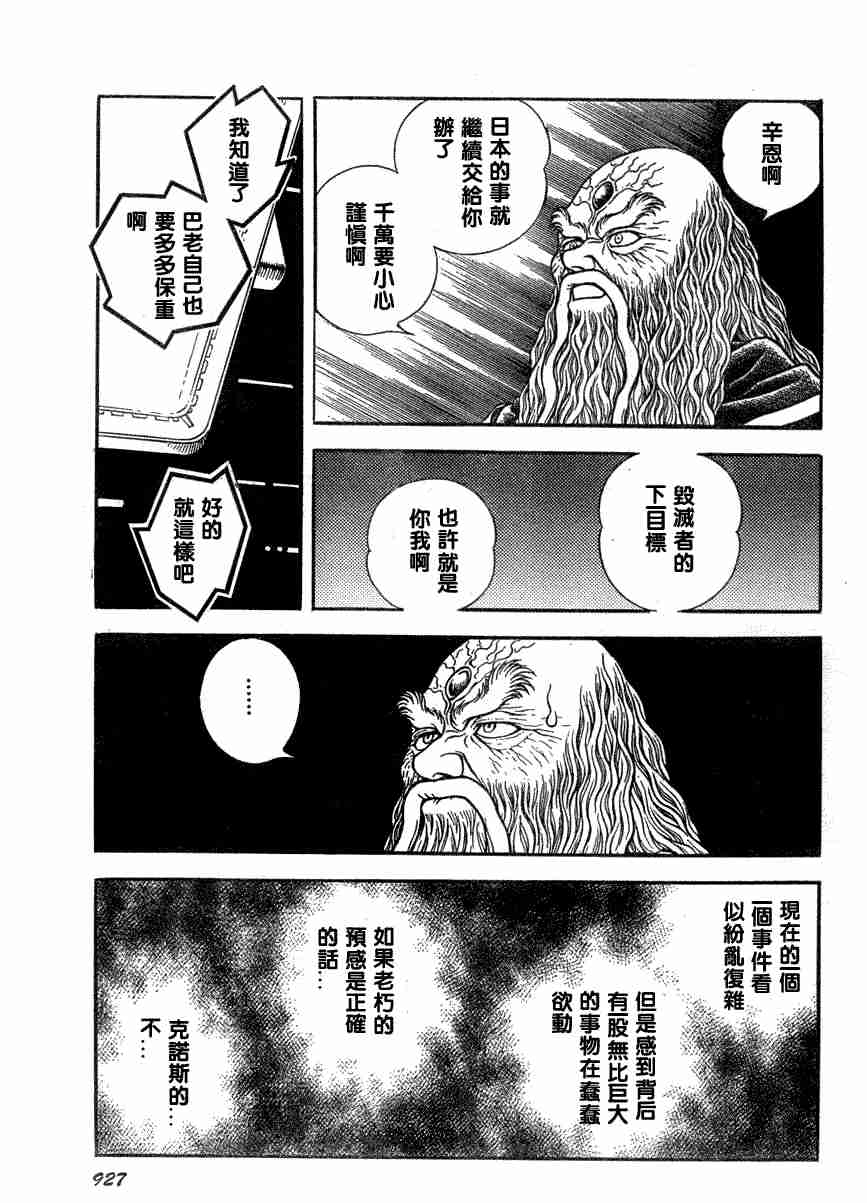 辛恩啊
日本的事就
繼續交給你
辦了
千萬要小心
謹慎啊
我知道了
巴老自己也
要多多保重
啊
毀滅者的
下一目標
也許就是
你我啊
好的
就這樣吧
……
現在的一個
一個事件看
似紛亂復雜
但是感到背后
有一股無比巨大
的事物在蠢蠢
欲動
如果老朽的
預感是正確
的話…
克諾斯的…
不…
927